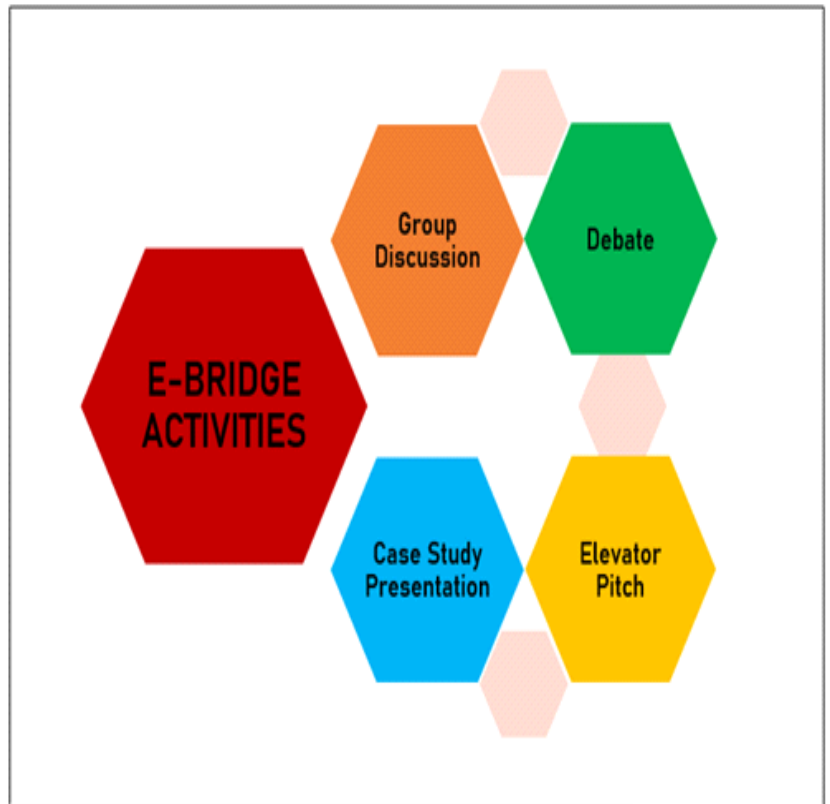 E-BRIDGE
ACTIVITIES
Group
Discussion
Debate
Case Study
Presentation
Elevator
Pitch